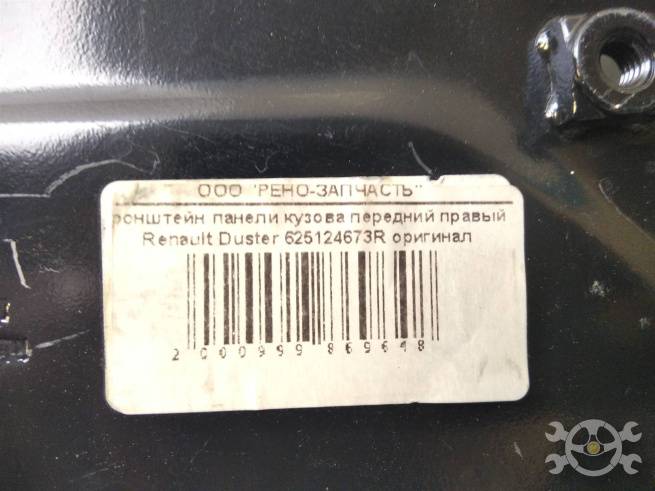 ООО "РЕНО-ЗАПЧАСТЬ"
ронштейн панели кузова передний правый
Renault Duster 625124673R оригинал
2 000999 869648